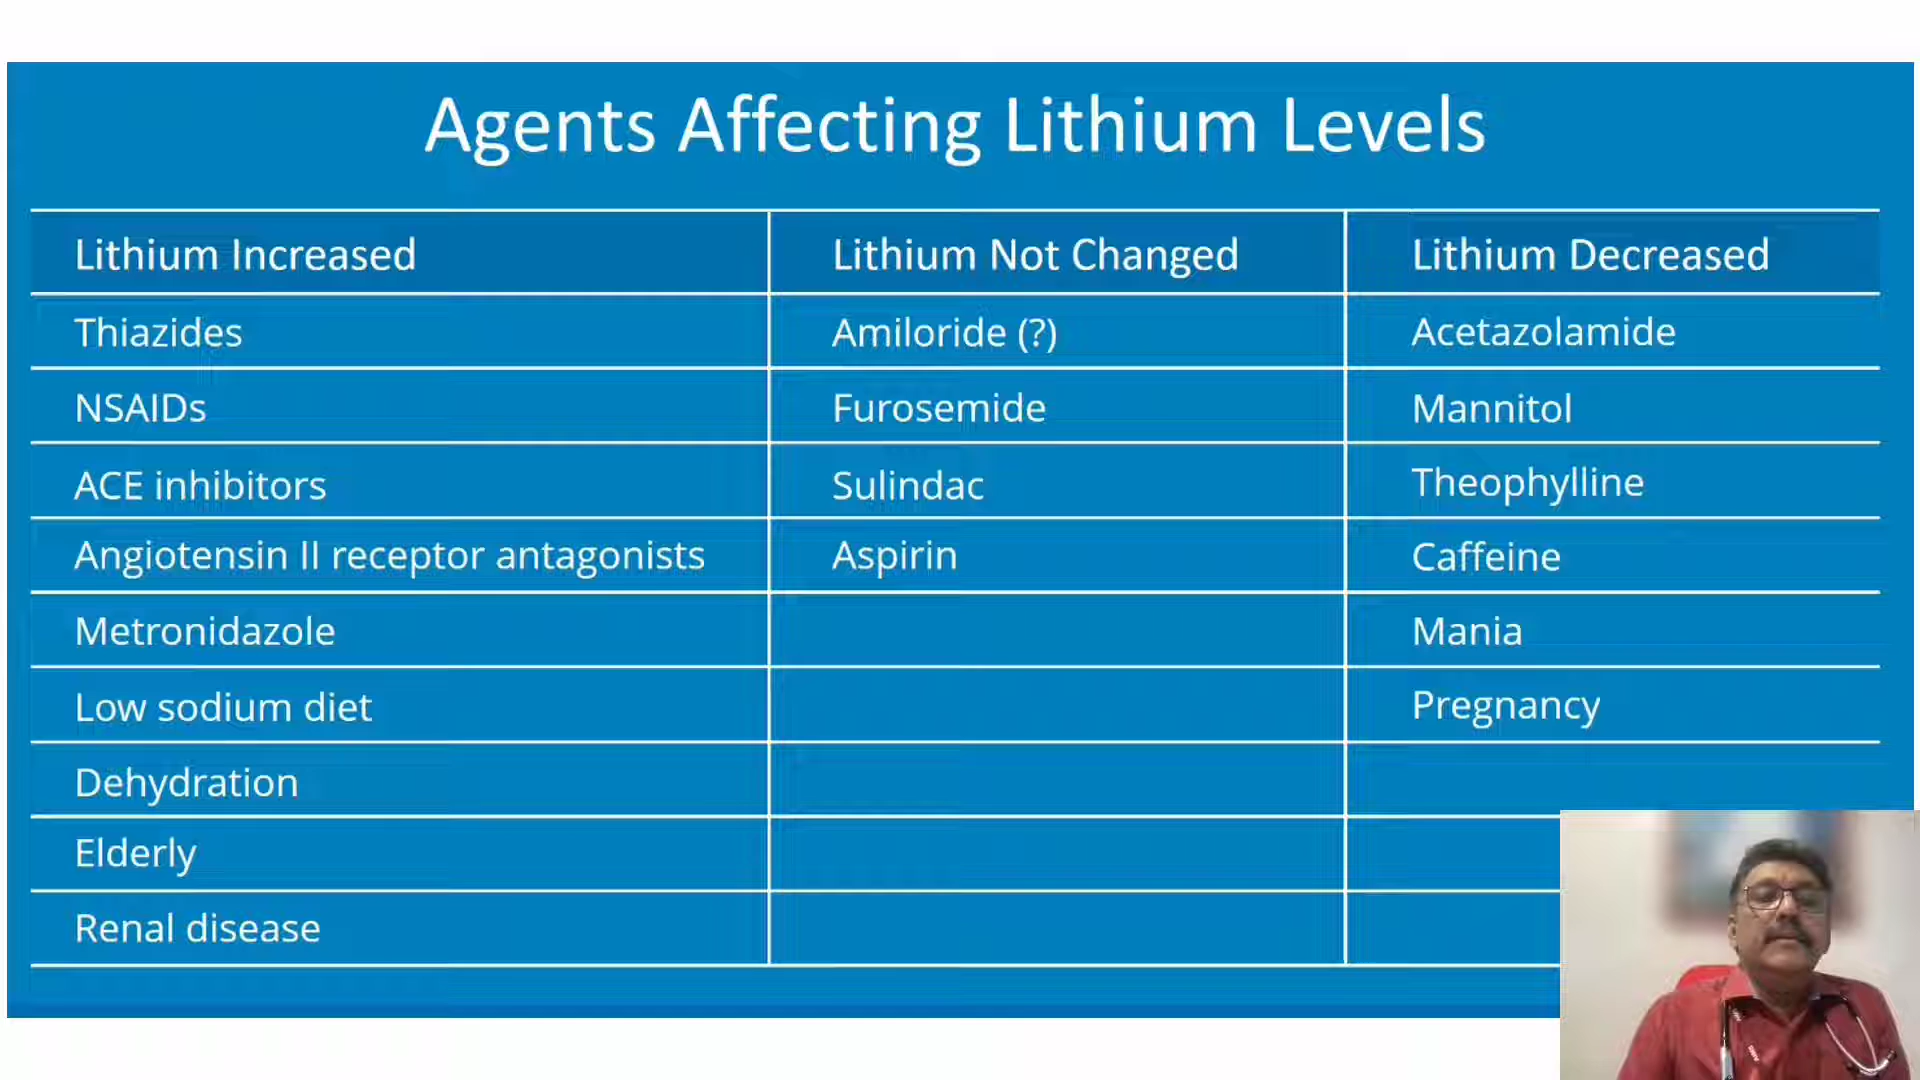 Agents Affecting Lithium Levels
Lithium Increased Lithium Not Changed Lithium Decreased
Thiazides Amiloride (?) Acetazolamide
NSAIDs Furosemide Mannitol
ACE inhibitors Sulindac Theophylline
Angiotensin II receptor antagonists Aspirin Caffeine
Metronidazole Mania
Low sodium diet Pregnancy
Dehydration
Elderly
Renal disease